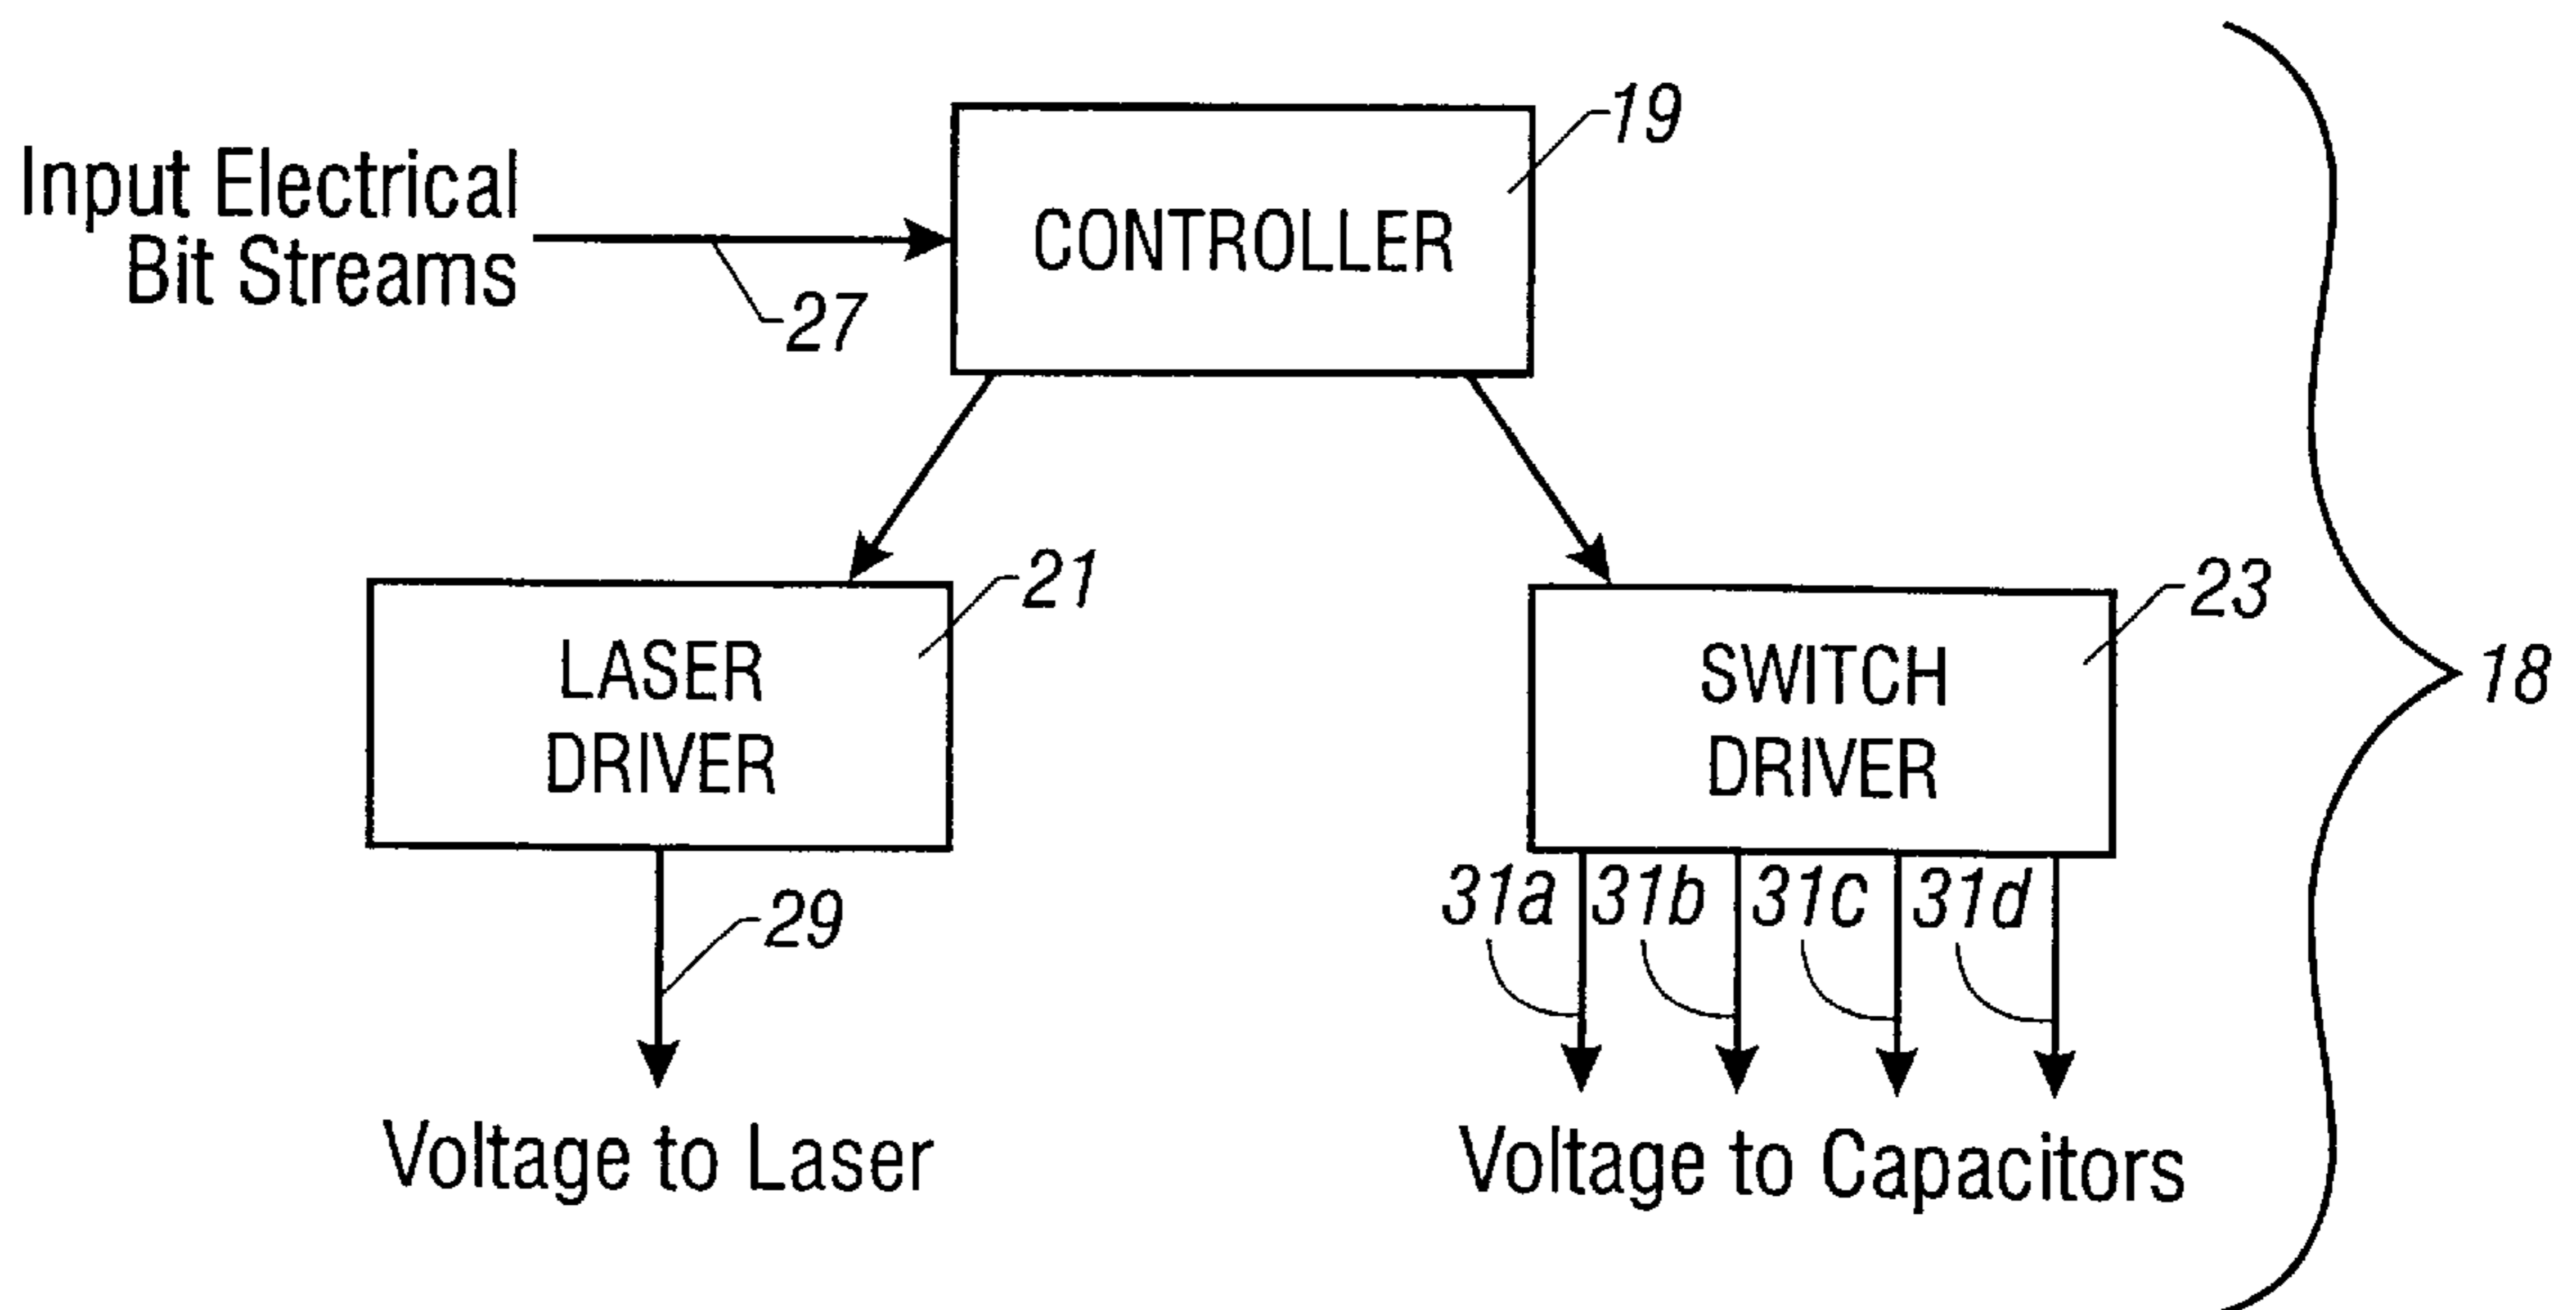 19
Input Electrical
Bit Streams
CONTROLLER
27
21
23
LASER
DRIVER
SWITCH
DRIVER
18
29
31a 31b 31c 31d
Voltage to Laser
Voltage to Capacitors